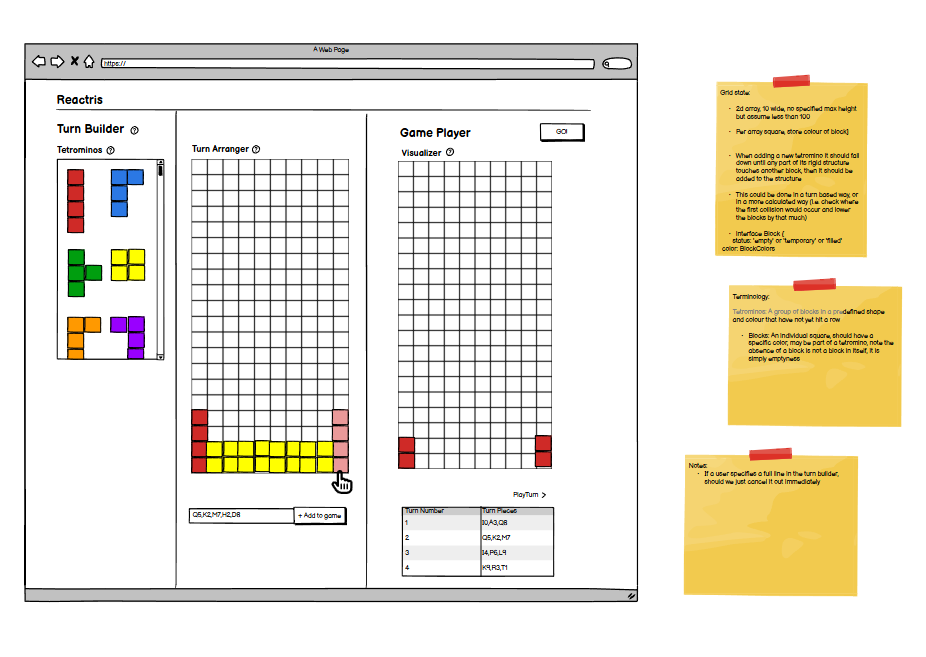 A Web Page
https://
Reactris
Turn Builder ?
Tetrominos ?
Turn Arranger ?
Game Player
GO!
Visualizer ?
Q5,K2,M7,H2,D8
+ Add to game
PlayTurn >
Turn Number Turn Pieces
1 I0,A3,Q8
2 Q5,K2,M7
3 I4,P6,L9
4 K9,R3,T1
Grid state:
- 2d array, 10 wide, no specified max height
but assume less than 100
- Per array square, store colour of block]
- When adding a new tetromino it should fall
down until any part of its rigid structure
touches another block, then it should be
added to the structure
- This could be done in a turn based way, or
in a more calculated way (i.e. check where
the first collision would occur and lower
the blocks by that much)
- Interface Block {
status: 'empty' or 'temporary' or 'filled'
color: BlockColors
Terminology:
Tetrominos: A group of blocks in a predefined shape
and colour that have not yet hit a row
- Blocks: An individual square, should have a
specific color, may be part of a tetromino, note the
absence of a block is not a block in itself, it is
simply emptyness
Notes:
- If a user specifies a full line in the turn builder,
should we just cancel it out immediately